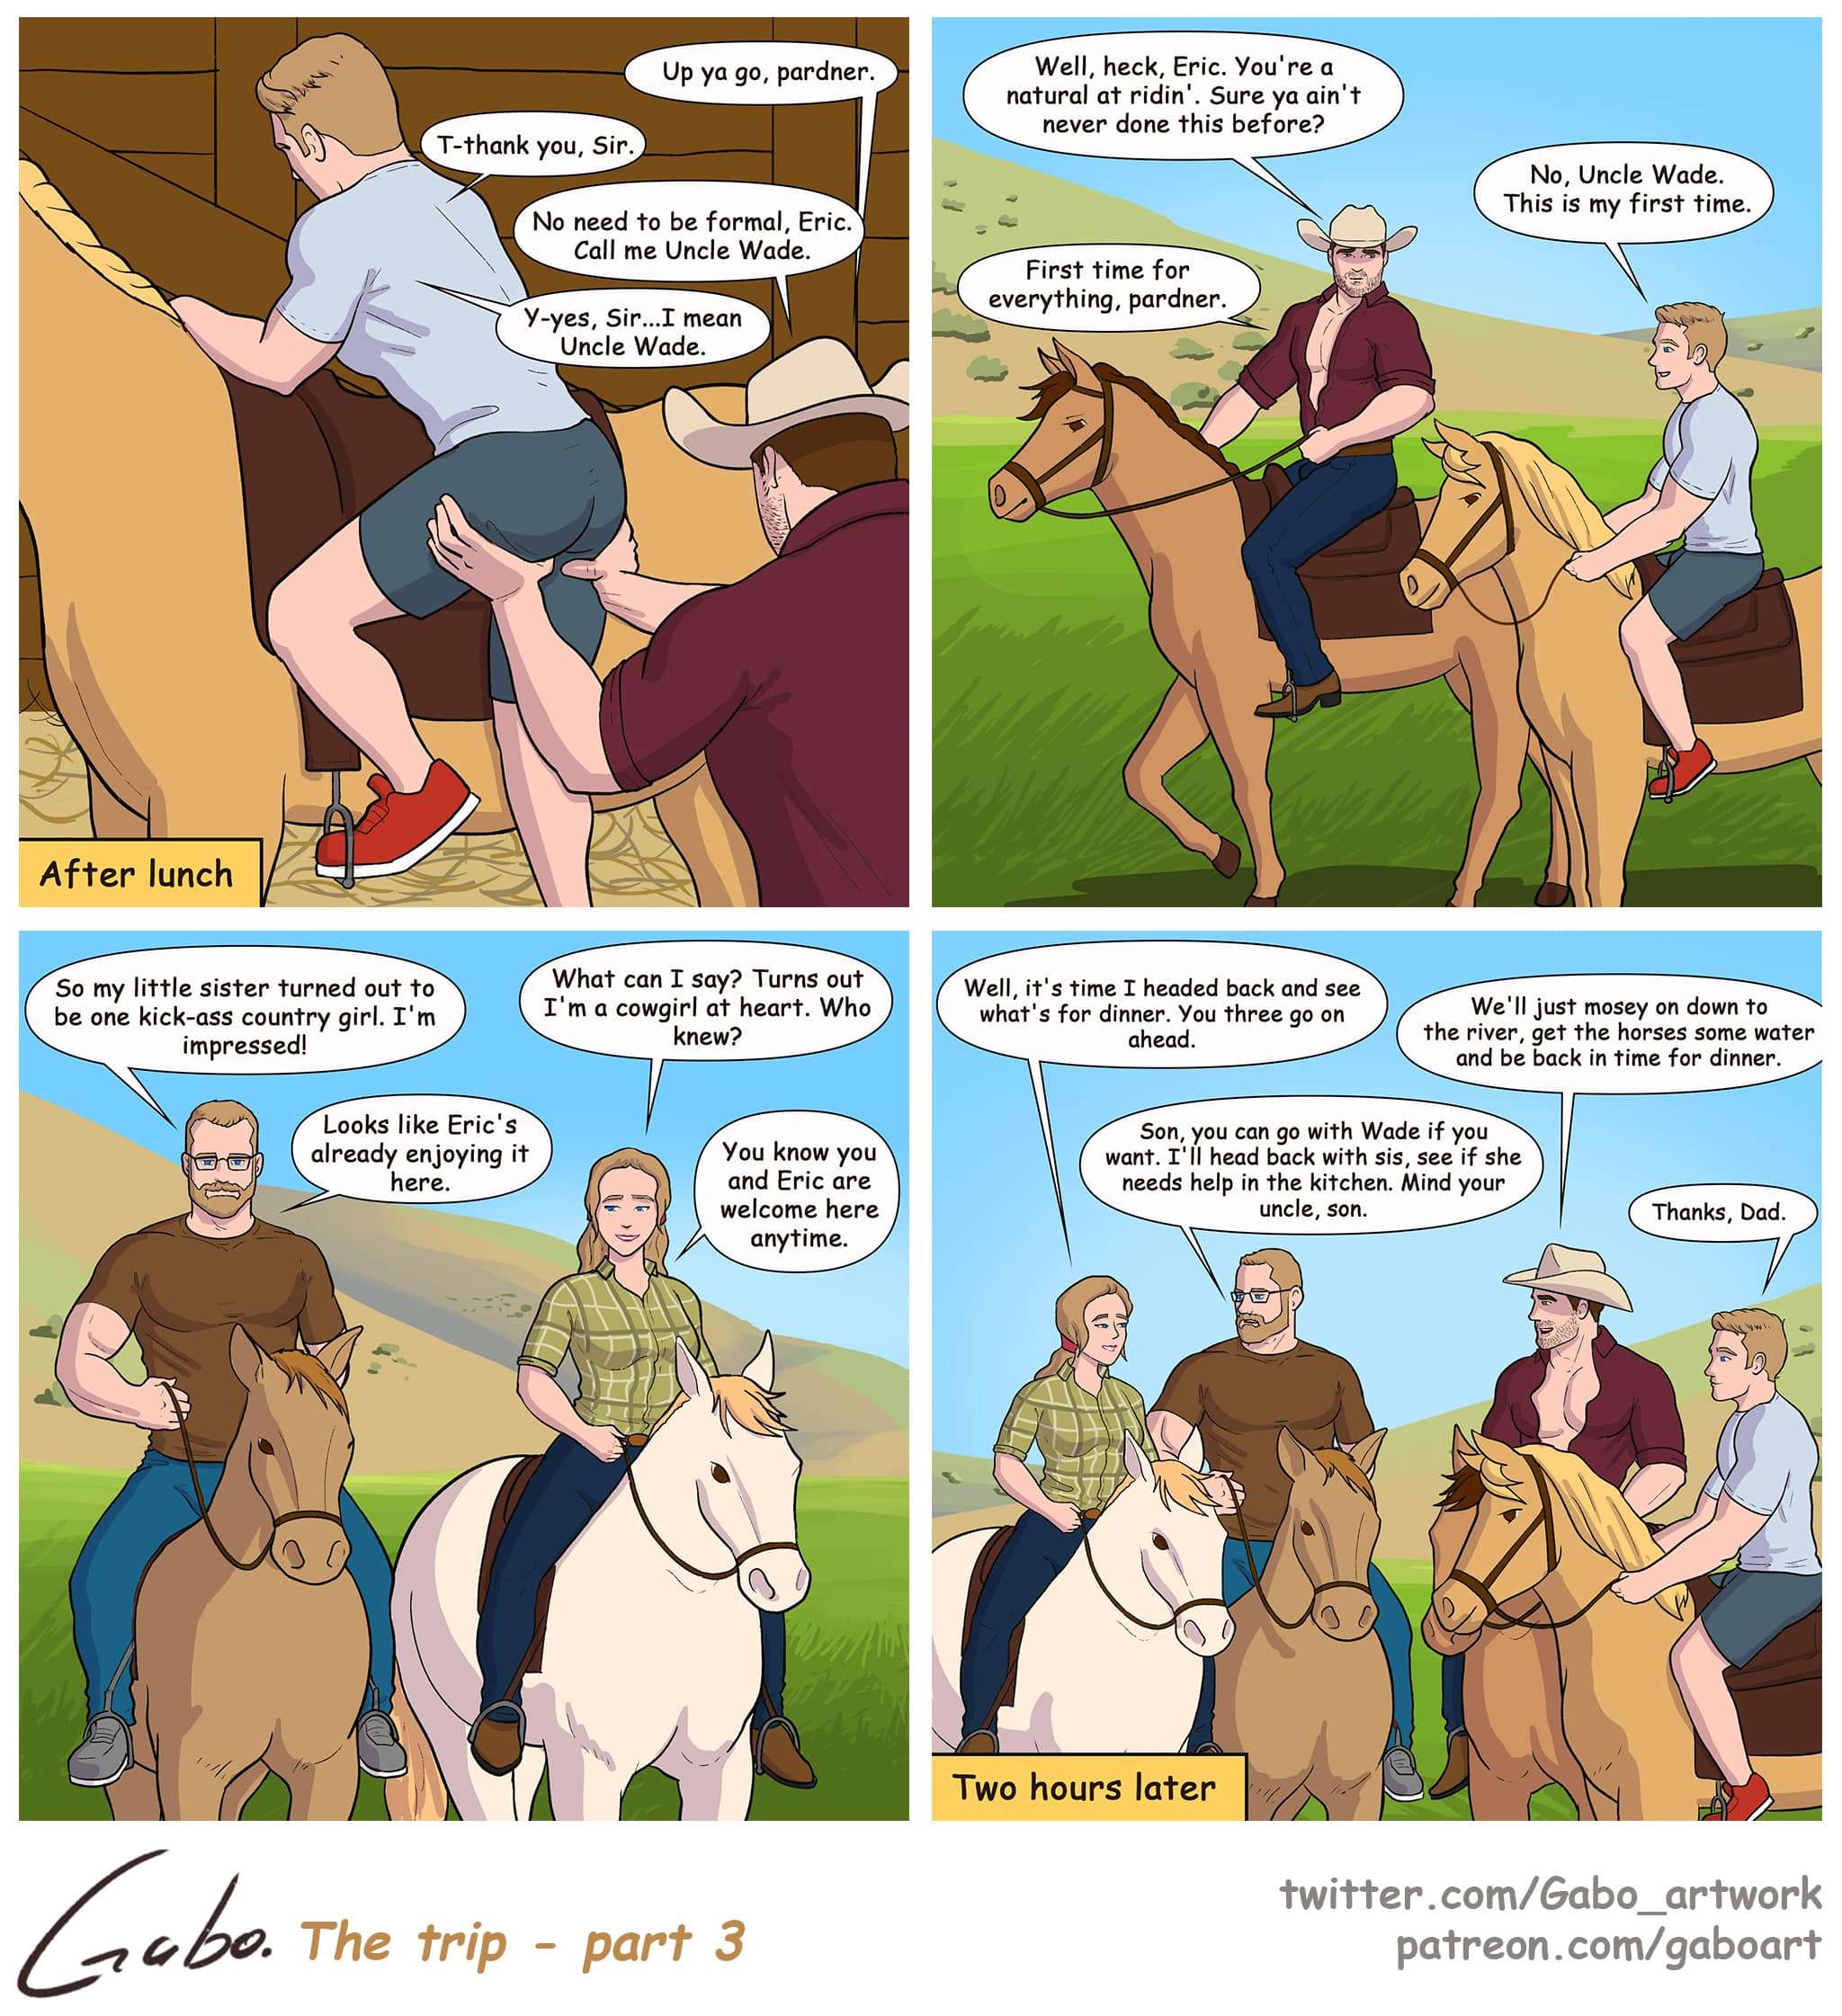 Up ya go, pardner.
T-thank you, Sir.
No need to be formal, Eric.
Call me Uncle Wade.
Y-yes, Sir...I mean
Uncle Wade.
After lunch
Well, heck, Eric. You're a
natural at ridin'. Sure ya ain't
never done this before?
No, Uncle Wade.
This is my first time.
First time for
everything, pardner.
So my little sister turned out to
be one kick-ass country girl. I'm
impressed!
What can I say? Turns out
I'm a cowgirl at heart. Who
knew?
Looks like Eric's
already enjoying it
here.
You know you
and Eric are
welcome here
anytime.
Well, it's time I headed back and see
what's for dinner. You three go on
ahead.
We'll just mosey on down to
the river, get the horses some water
and be back in time for dinner.
Son, you can go with Wade if you
want. I'll head back with sis, see if she
needs help in the kitchen. Mind your
uncle, son.
Thanks, Dad.
Two hours later
Gabo.
The trip - part 3
twitter.com/Gabo_artwork
patreon.com/gaboart